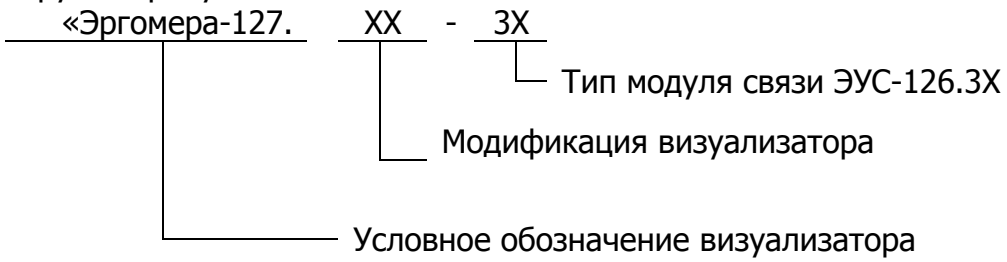 «Эргомера-127. XX - 3X
Тип модуля связи ЭУС-126.3X
Модификация визуализатора
Условное обозначение визуализатора